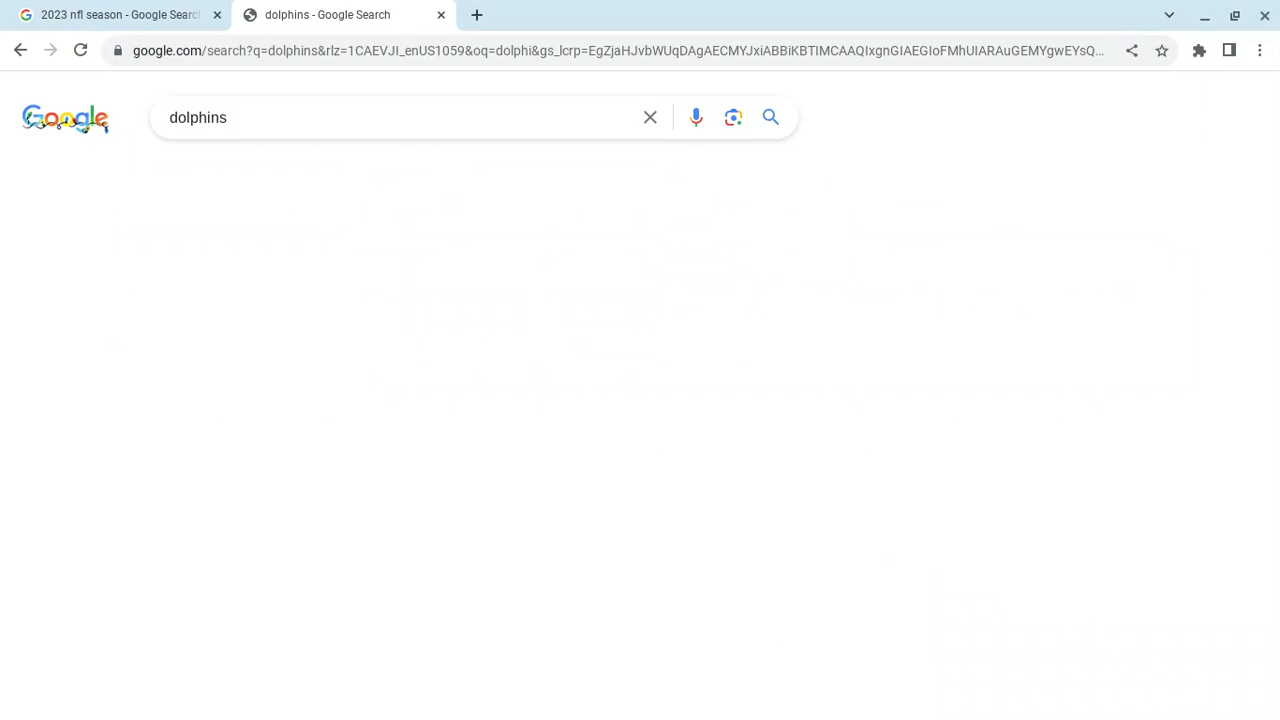 2023 nfl season - Google Searc
dolphins - Google Search
google.com/search?q=dolphins&rlz=1CAEVJI_enUS1059&oq=dolphi&gs_lcrp=EgZjaHJvbWUqDAgAECMYJxiABBiKBTIMCAAQIxgnGIAEGIoFMhUIARAuGEMYgwEYsQ...
Google
dolphins